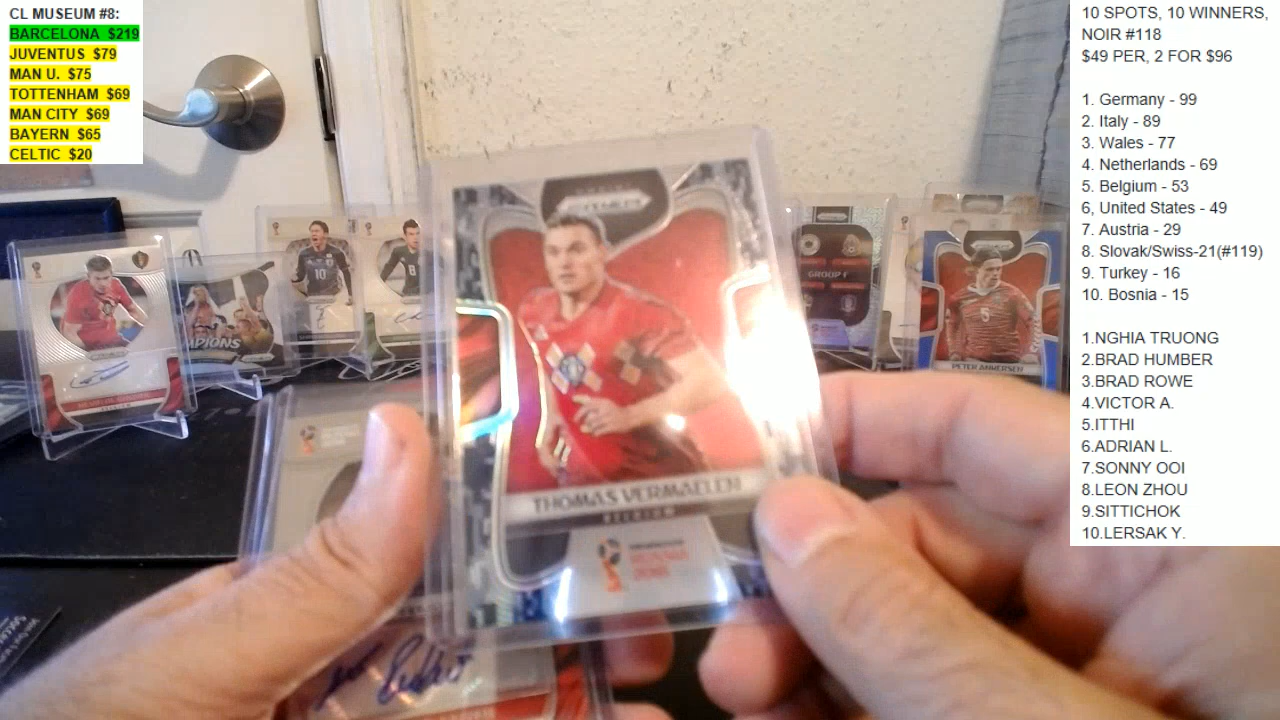 CL MUSEUM #8:
BARCELONA $219
JUVENTUS $79
MAN U. $75
TOTTENHAM $69
MAN CITY $69
BAYERN $65
CELTIC $20
10 SPOTS, 10 WINNERS,
NOIR #118
$49 PER, 2 FOR $96
1. Germany - 99
2. Italy - 89
3. Wales - 77
4. Netherlands - 69
5. Belgium - 53
6, United States - 49
7. Austria - 29
8. Slovak/Swiss-21(#119)
9. Turkey - 16
10. Bosnia - 15
1.NGHIA TRUONG
2.BRAD HUMBER
3.BRAD ROWE
4.VICTOR A.
5.ITTHI
6.ADRIAN L.
7.SONNY OOI
8.LEON ZHOU
9.SITTICHOK
10.LERSAK Y.
THOMAS VERMAELEN
BELGIUM
10
8
GROUP F
5
PETER ANKERSEN